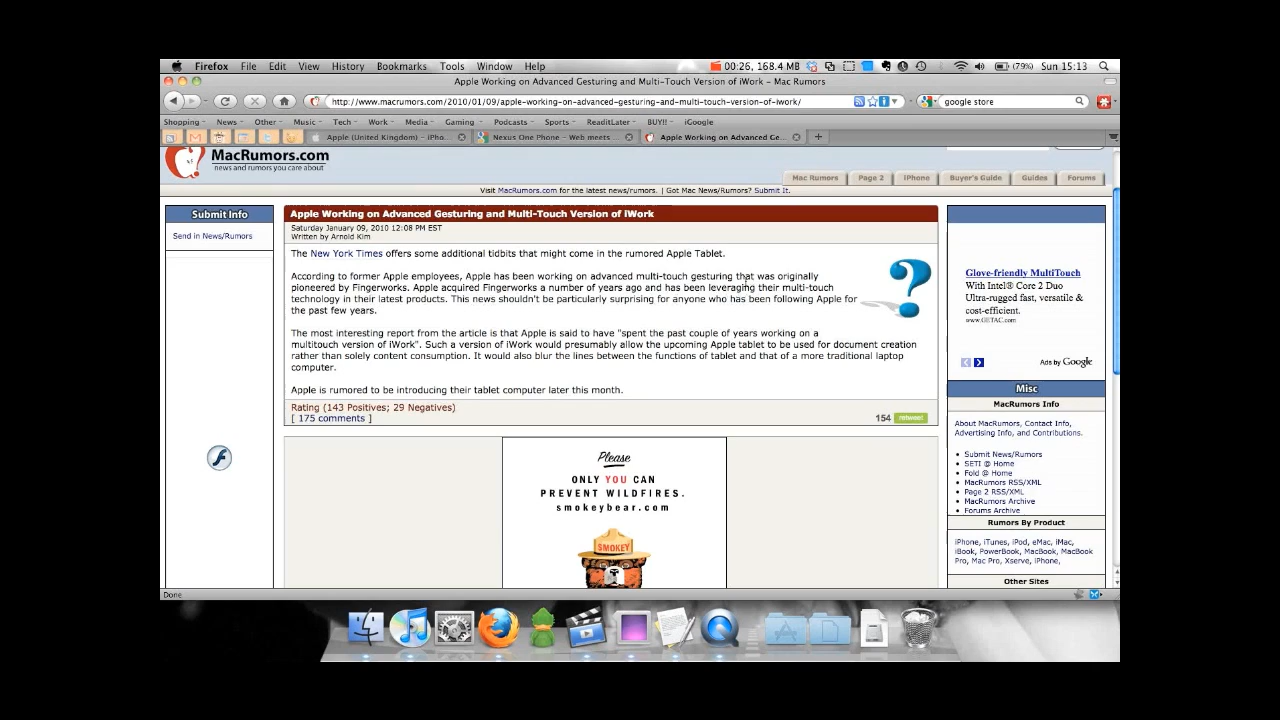 Firefox File Edit View History Bookmarks Tools Window Help 00:26, 168.4 MB (79%) Sun 15:13
Apple Working on Advanced Gesturing and Multi-Touch Version of iWork – Mac Rumors
http://www.macrumors.com/2010/01/09/apple-working-on-advanced-gesturing-and-multi-touch-version-of-iwork/ google store
Shopping News Other Music Tech Work Media Gaming Podcasts Sports ReaditLater BUY!! iGoogle
Apple (United Kingdom) – iPho... Nexus One Phone – Web meets ... Apple Working on Advanced Ge...
MacRumors.com
news and rumors you care about
Mac Rumors Page 2 iPhone Buyer's Guide Guides Forums
Visit MacRumors.com for the latest news/rumors. | Got Mac News/Rumors? Submit It.
Submit Info
Send in News/Rumors
Apple Working on Advanced Gesturing and Multi-Touch Version of iWork
Saturday January 09, 2010 12:08 PM EST
Written by Arnold Kim
The New York Times offers some additional tidbits that might come in the rumored Apple Tablet.
According to former Apple employees, Apple has been working on advanced multi-touch gesturing that was originally
pioneered by Fingerworks. Apple acquired Fingerworks a number of years ago and has been leveraging their multi-touch
technology in their latest products. This news shouldn't be particularly surprising for anyone who has been following Apple for
the past few years.
The most interesting report from the article is that Apple is said to have "spent the past couple of years working on a
multitouch version of iWork". Such a version of iWork would presumably allow the upcoming Apple tablet to be used for document creation
rather than solely content consumption. It would also blur the lines between the functions of tablet and that of a more traditional laptop
computer.
Apple is rumored to be introducing their tablet computer later this month.
Rating (143 Positives; 29 Negatives)
[ 175 comments ]
154 retweet
Please
ONLY YOU CAN
PREVENT WILDFIRES.
smokeybear.com
SMOKEY
Glove-friendly MultiTouch
With Intel® Core 2 Duo
Ultra-rugged fast, versatile &
cost-efficient.
www.GETAC.com
Ads by Google
Misc
MacRumors Info
About MacRumors, Contact Info,
Advertising Info, and Contributions.
Submit News/Rumors
SETI @ Home
Fold @ Home
MacRumors RSS/XML
Page 2 RSS/XML
MacRumors Archive
Forums Archive
Rumors By Product
iPhone, iTunes, iPod, eMac, iMac,
iBook, PowerBook, MacBook, MacBook
Pro, Mac Pro, Xserve, iPhone,
Other Sites
Done